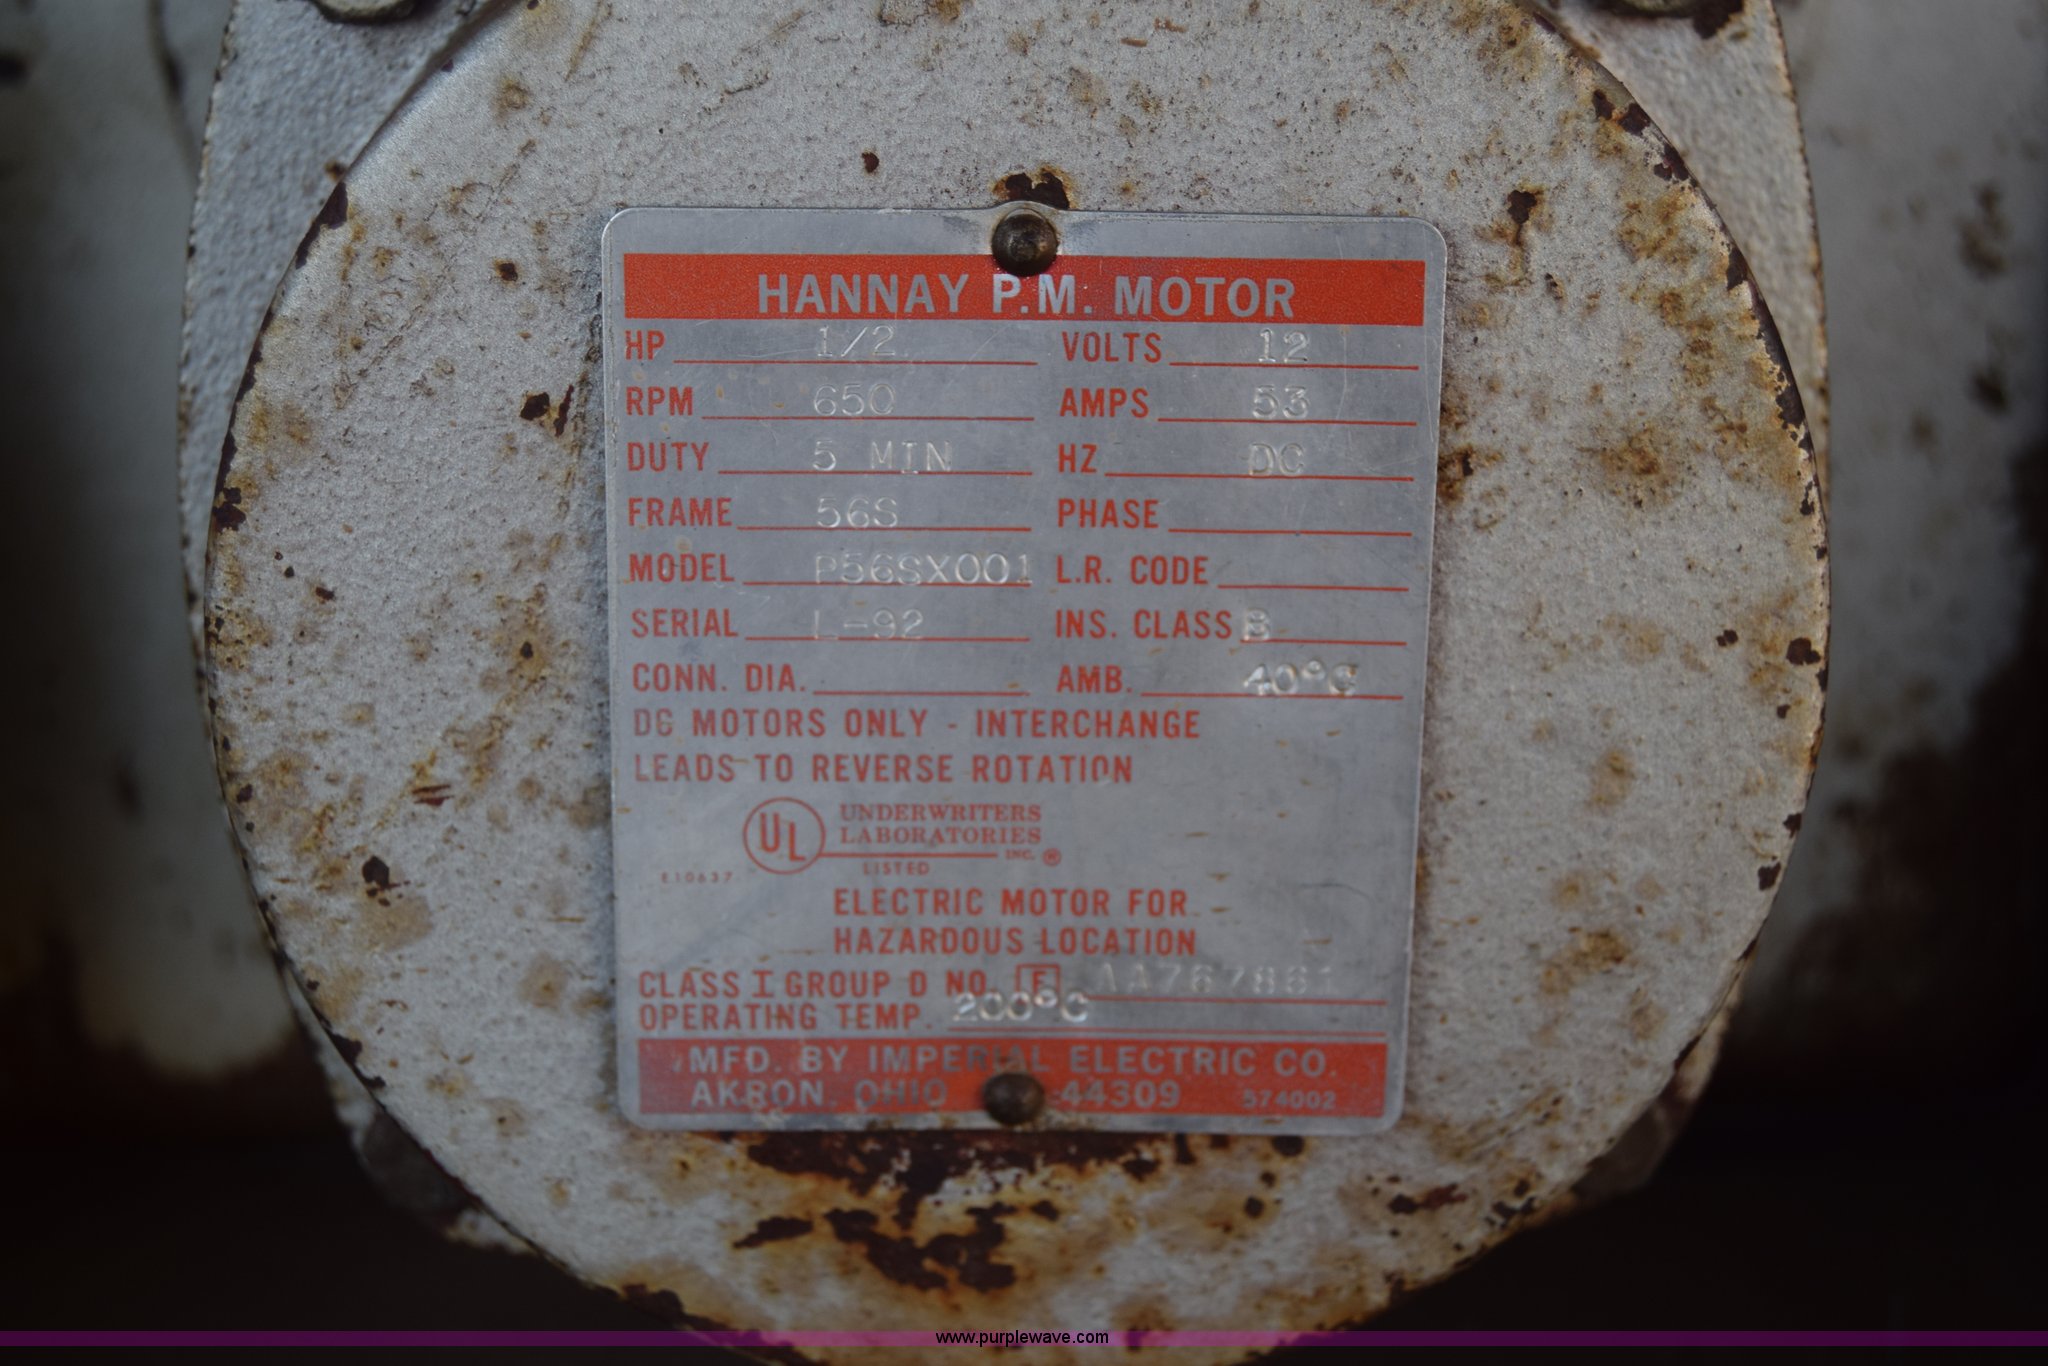 HANNAY P.M. MOTOR
HP 1/2 VOLTS 12
RPM 650 AMPS 53
DUTY 5 MIN HZ DC
FRAME 56S PHASE
MODEL P56SX001 L.R. CODE
SERIAL L-92 INS. CLASS B
CONN. DIA. AMB. 40°C
DC MOTORS ONLY - INTERCHANGE
LEADS TO REVERSE ROTATION
UL UNDERWRITERS
LABORATORIES
INC. ®
LISTED
E10637
ELECTRIC MOTOR FOR
HAZARDOUS LOCATION
CLASS I GROUP D NO. F AA767861
OPERATING TEMP. 200°C
MFD. BY IMPERIAL ELECTRIC CO.
AKRON, OHIO 44309 574002
www.purplewave.com